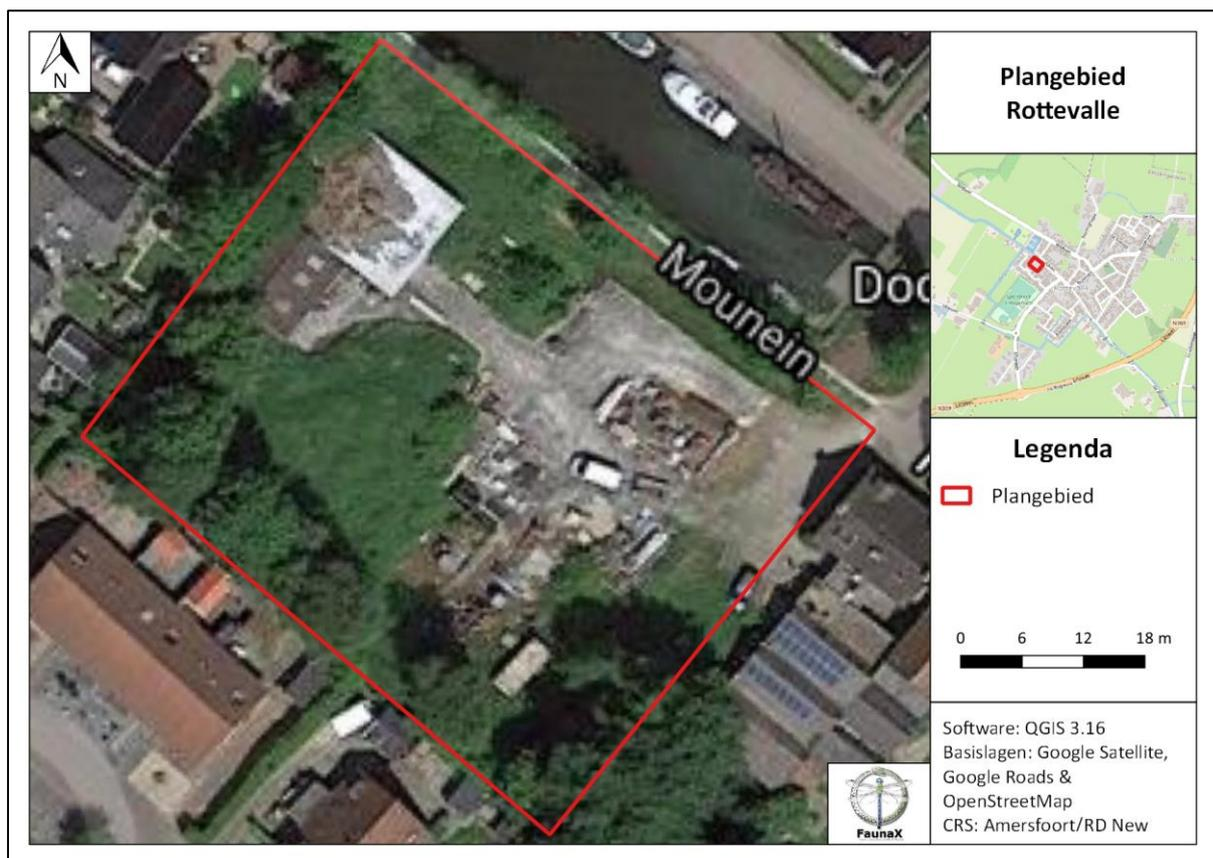 N
Mounein
Doc
Plangebied
Rottevalle
Legenda
Plangebied
0 6 12 18 m
Software: QGIS 3.16
Basislagen: Google Satellite,
Google Roads &
OpenStreetMap
CRS: Amersfoort/RD New
FaunaX